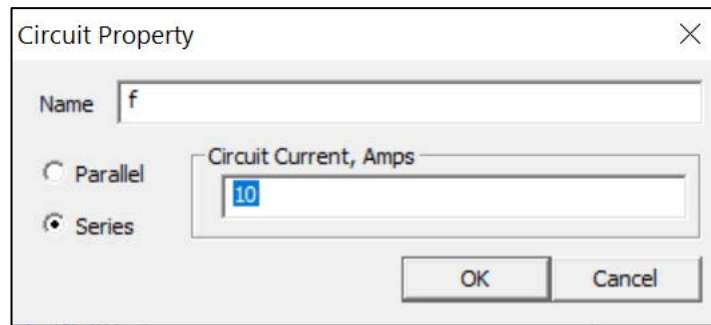 Circuit Property
Name f
Parallel
Circuit Current, Amps
10
Series
OK Cancel